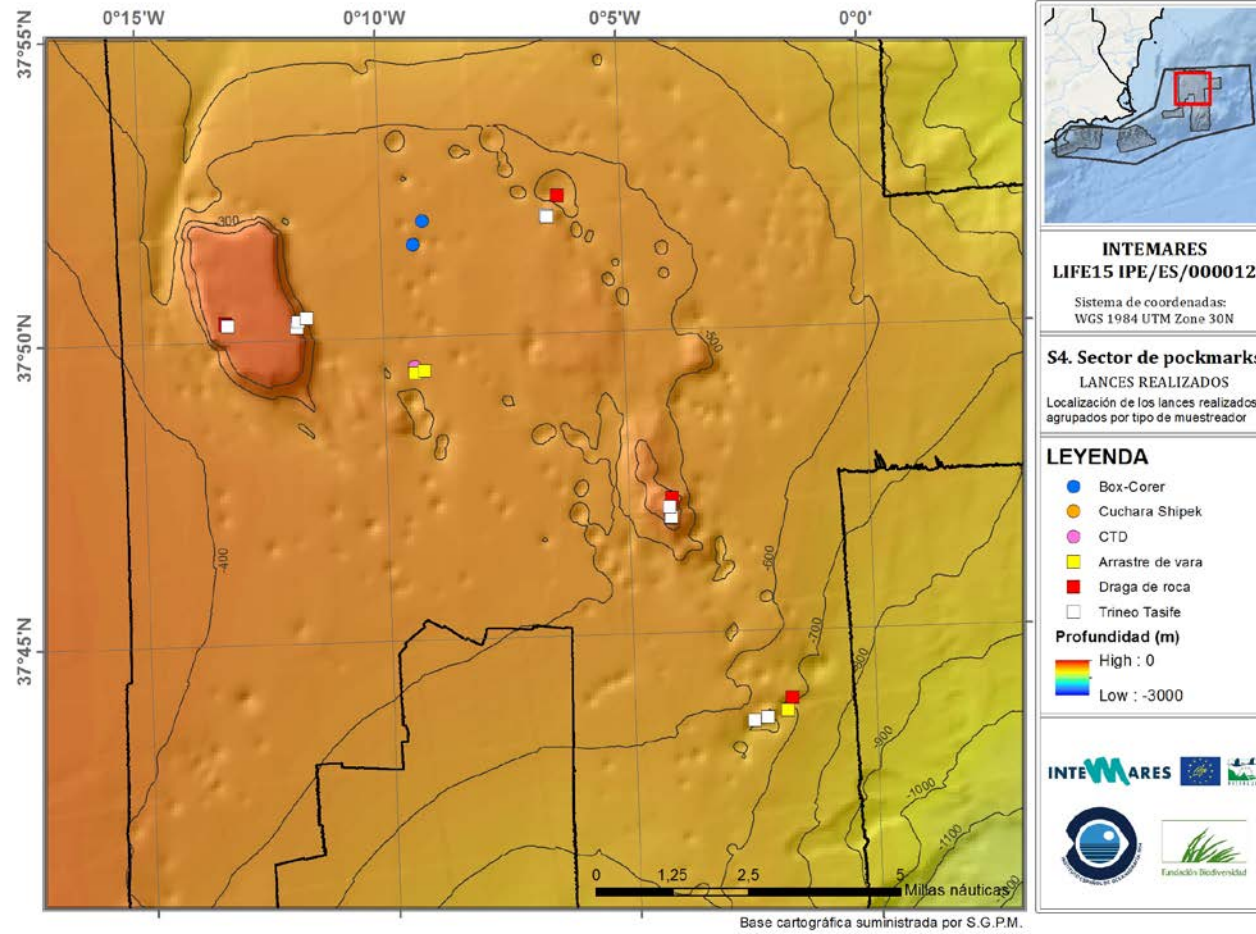 0°15'W 0°10'W 0°5'W 0°0'
37°55'N
37°50'N
37°45'N
-300
-500
-400
-600
-700
-800
-900
-1000
-1100
0 1,25 2,5 5
Millas náuticas
Base cartográfica suministrada por S.G.P.M.
INTEMARES
LIFE15 IPE/ES/000012
Sistema de coordenadas:
WGS 1984 UTM Zone 30N
S4. Sector de pockmarks
LANCES REALIZADOS
Localización de los lances realizados
agrupados por tipo de muestreador
LEYENDA
Box-Corer
Cuchara Shipek
CTD
Arrastre de vara
Draga de roca
Trineo Tasife
Profundidad (m)
High : 0
Low : -3000
INTEMARES
Fundación Biodiversidad